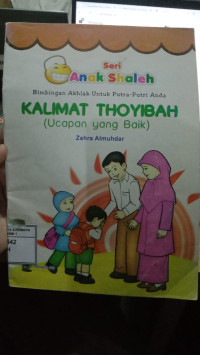 Seri
Anak Shaleh
Bimbingan Akhlak Untuk Putra-Putri Anda
KALIMAT THOYIBAH
(Ucapan yang Baik)
Zahra Almuhdar